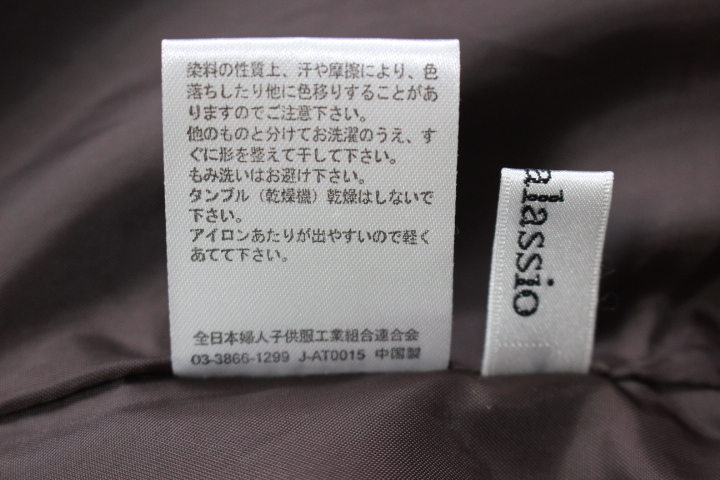 染料の性質上、汗や摩擦により、色
落ちしたり他に色移りすることがあ
りますのでご注意下さい。
他のものと分けてお洗濯のうえ、す
ぐに形を整えて干して下さい。
もみ洗いはお避け下さい。
タンブル（乾燥機）乾燥はしないで
下さい。
アイロンあたりが出やすいので軽く
あてて下さい。
全日本婦人子供服工業組合連合会
03-3866-1299 J-AT0015 中国製
alassio